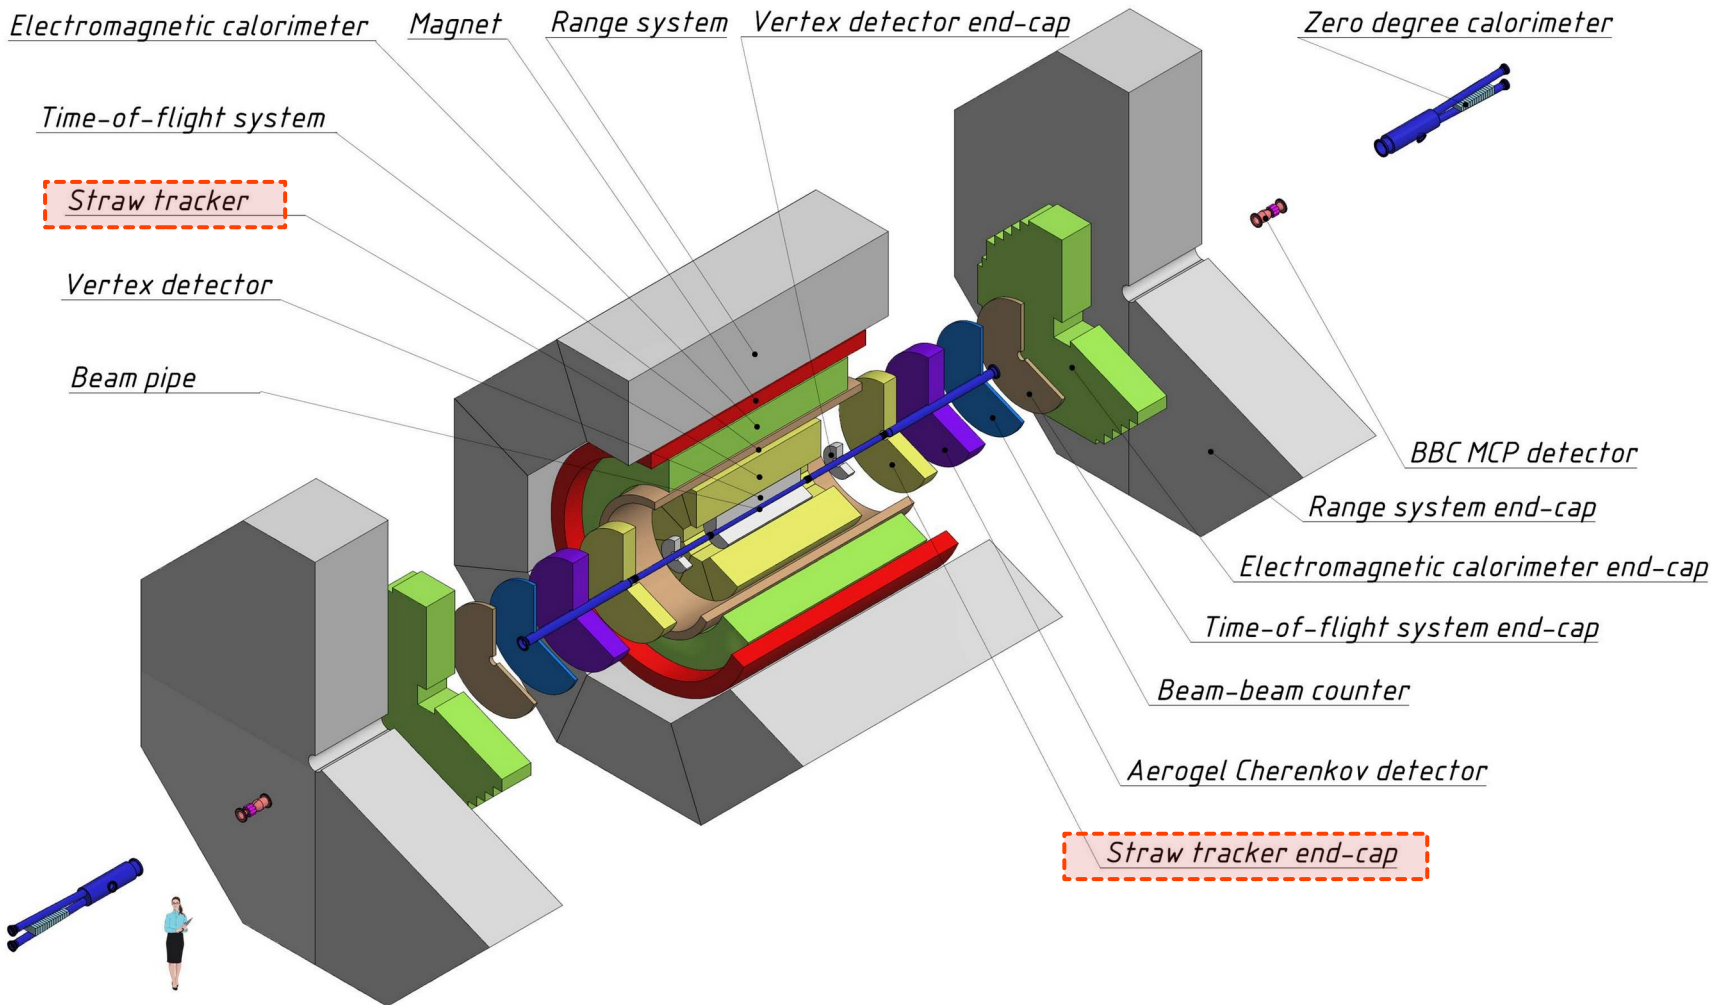 Electromagnetic calorimeter
Magnet
Range system
Vertex detector end-cap
Zero degree calorimeter
Time-of-flight system
Straw tracker
Vertex detector
Beam pipe
BBC MCP detector
Range system end-cap
Electromagnetic calorimeter end-cap
Time-of-flight system end-cap
Beam-beam counter
Aerogel Cherenkov detector
Straw tracker end-cap